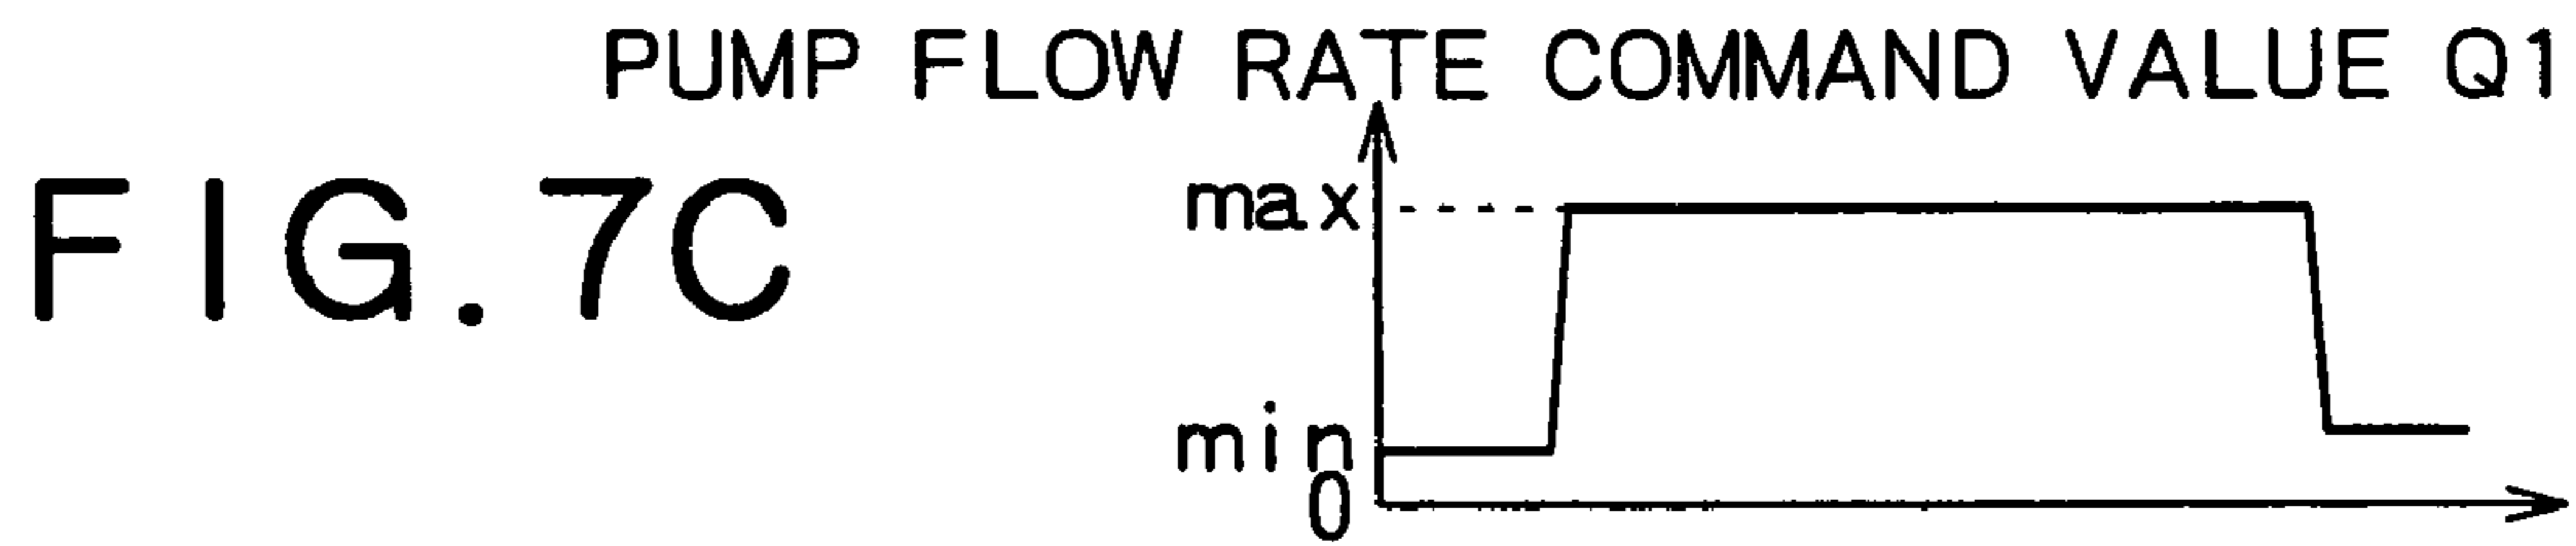 PUMP FLOW RATE COMMAND VALUE Q1
FIG. 7C
max
min
0